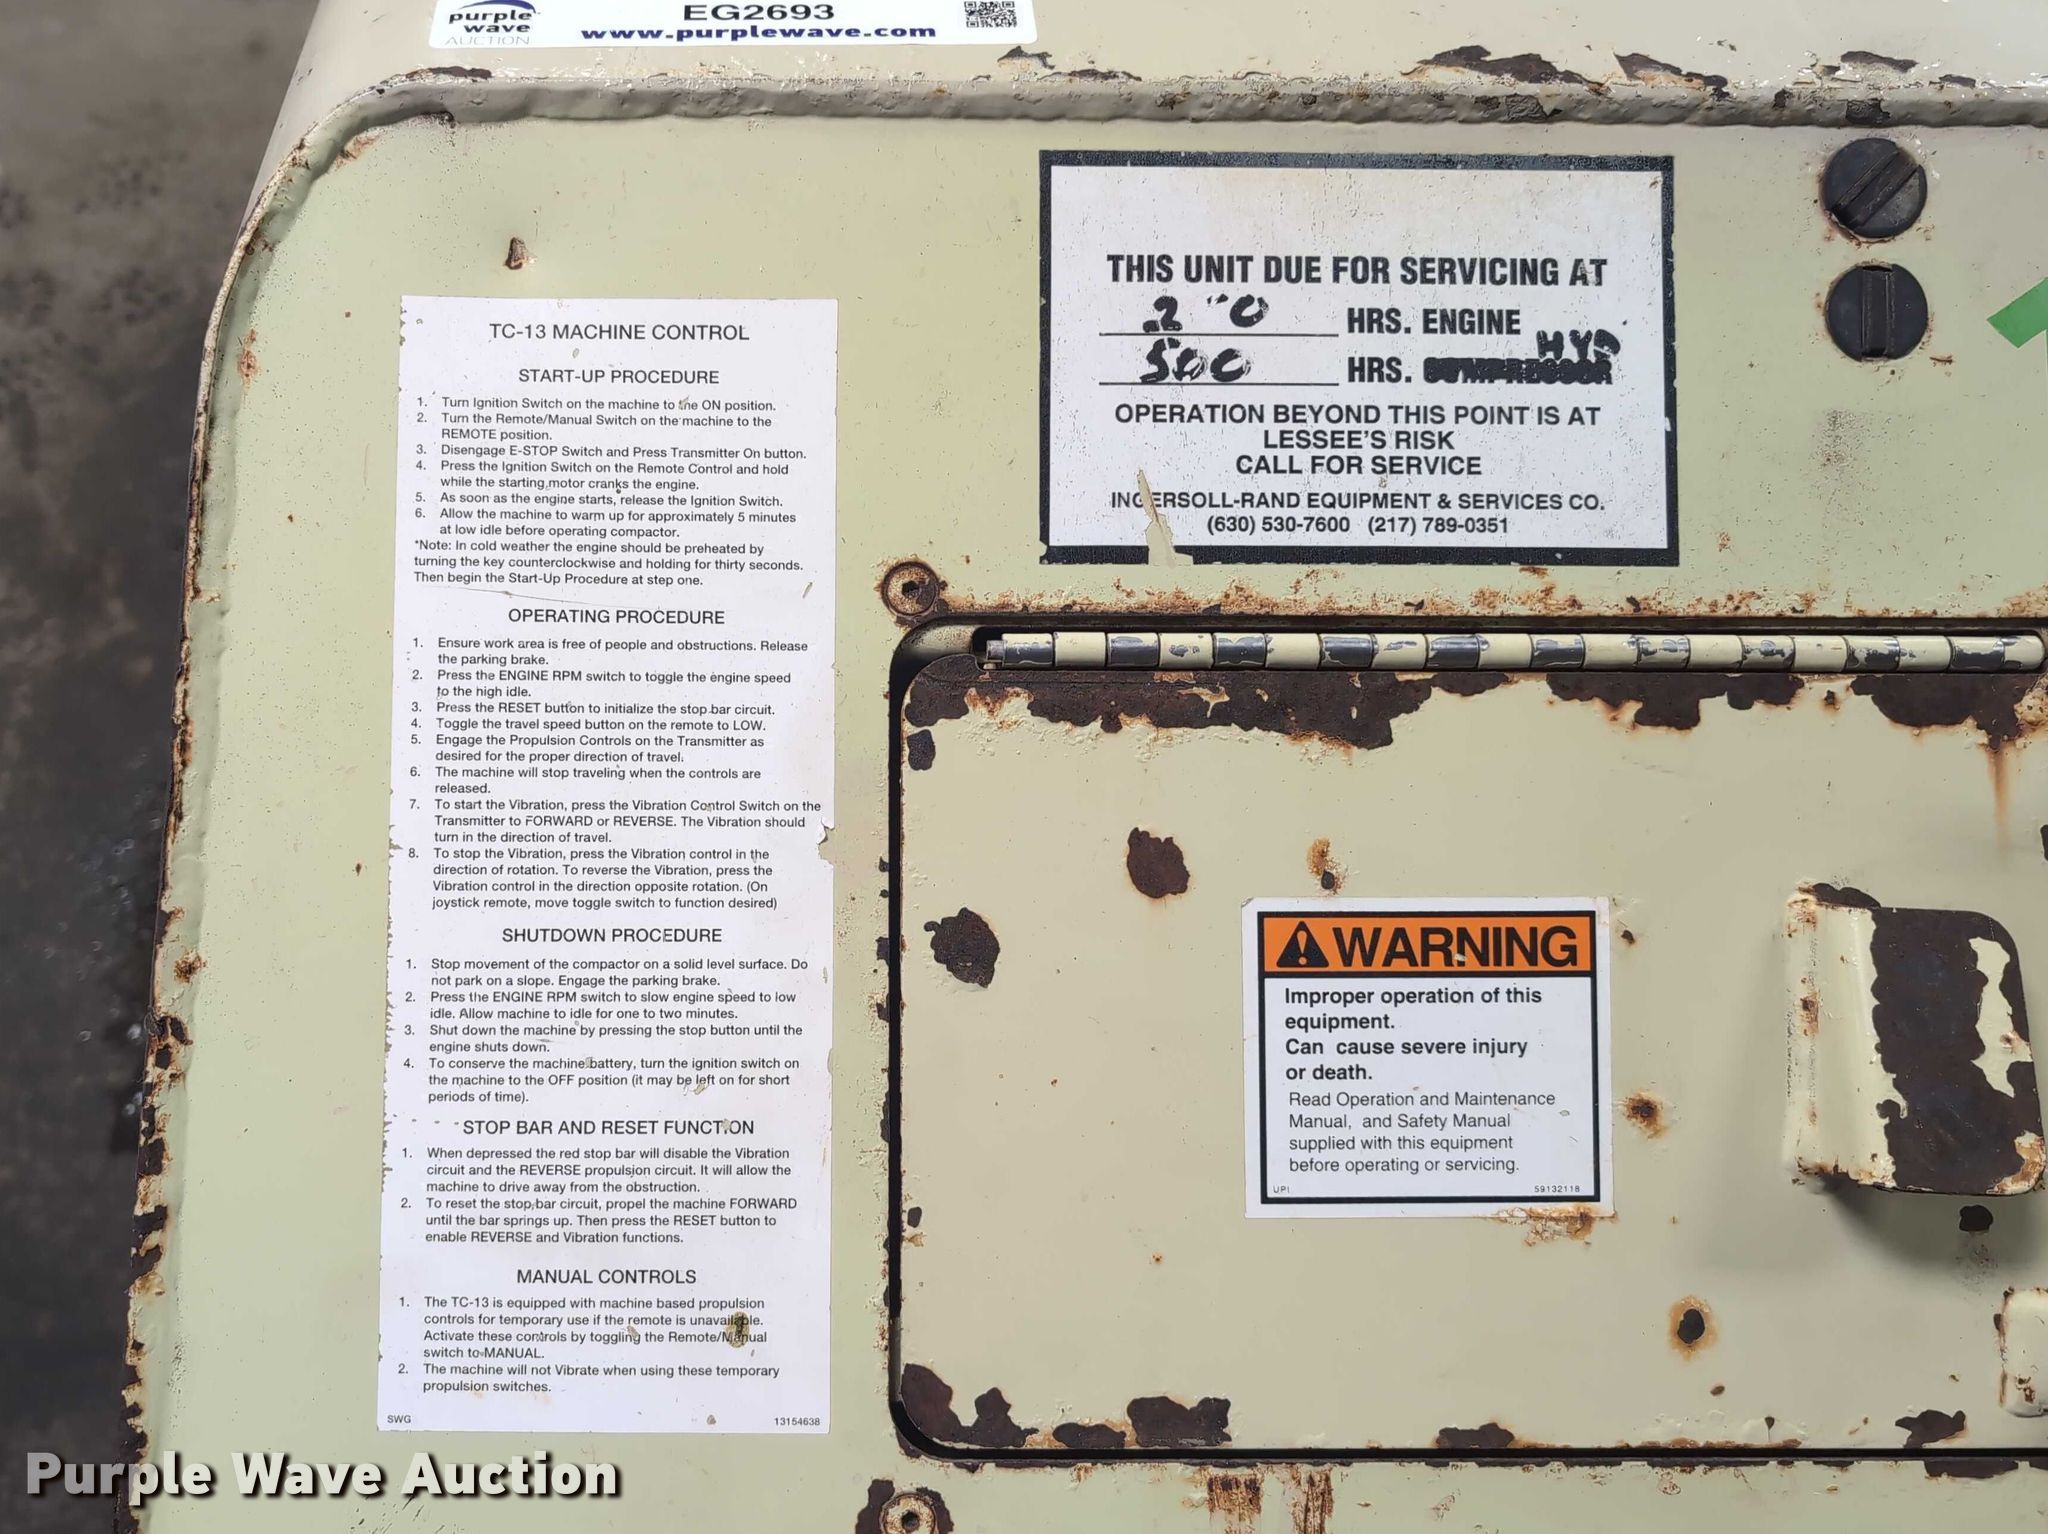 purple
wave
AUCTION
EG2693
www.purplewave.com
TC-13 MACHINE CONTROL
START-UP PROCEDURE
1. Turn Ignition Switch on the machine to the ON position.
2. Turn the Remote/Manual Switch on the machine to the
REMOTE position.
3. Disengage E-STOP Switch and Press Transmitter On button.
4. Press the Ignition Switch on the Remote Control and hold
while the starting motor cranks the engine.
5. As soon as the engine starts, release the Ignition Switch.
6. Allow the machine to warm up for approximately 5 minutes
at low idle before operating compactor.
*Note: In cold weather the engine should be preheated by
turning the key counterclockwise and holding for thirty seconds.
Then begin the Start-Up Procedure at step one.
OPERATING PROCEDURE
1. Ensure work area is free of people and obstructions. Release
the parking brake.
2. Press the ENGINE RPM switch to toggle the engine speed
to the high idle.
3. Press the RESET button to initialize the stop bar circuit.
4. Toggle the travel speed button on the remote to LOW.
5. Engage the Propulsion Controls on the Transmitter as
desired for the proper direction of travel.
6. The machine will stop traveling when the controls are
released.
7. To start the Vibration, press the Vibration Control Switch on the
Transmitter to FORWARD or REVERSE. The Vibration should
turn in the direction of travel.
8. To stop the Vibration, press the Vibration control in the
direction of rotation. To reverse the Vibration, press the
Vibration control in the direction opposite rotation. (On
joystick remote, move toggle switch to function desired)
SHUTDOWN PROCEDURE
1. Stop movement of the compactor on a solid level surface. Do
not park on a slope. Engage the parking brake.
2. Press the ENGINE RPM switch to slow engine speed to low
idle. Allow machine to idle for one to two minutes.
3. Shut down the machine by pressing the stop button until the
engine shuts down.
4. To conserve the machine battery, turn the ignition switch on
the machine to the OFF position (it may be left on for short
periods of time).
STOP BAR AND RESET FUNCTION
1. When depressed the red stop bar will disable the Vibration
circuit and the REVERSE propulsion circuit. It will allow the
machine to drive away from the obstruction.
2. To reset the stop bar circuit, propel the machine FORWARD
until the bar springs up. Then press the RESET button to
enable REVERSE and Vibration functions.
MANUAL CONTROLS
1. The TC-13 is equipped with machine based propulsion
controls for temporary use if the remote is unavailable.
Activate these controls by toggling the Remote/Manual
switch to MANUAL.
2. The machine will not Vibrate when using these temporary
propulsion switches.
SWG 13154638
THIS UNIT DUE FOR SERVICING AT
HRS. ENGINE
500 HRS. HYD
OPERATION BEYOND THIS POINT IS AT
LESSEE'S RISK
CALL FOR SERVICE
INGERSOLL-RAND EQUIPMENT & SERVICES CO.
(630) 530-7600 (217) 789-0351
WARNING
Improper operation of this
equipment.
Can cause severe injury
or death.
Read Operation and Maintenance
Manual, and Safety Manual
supplied with this equipment
before operating or servicing.
UPI 59132118
Purple Wave Auction